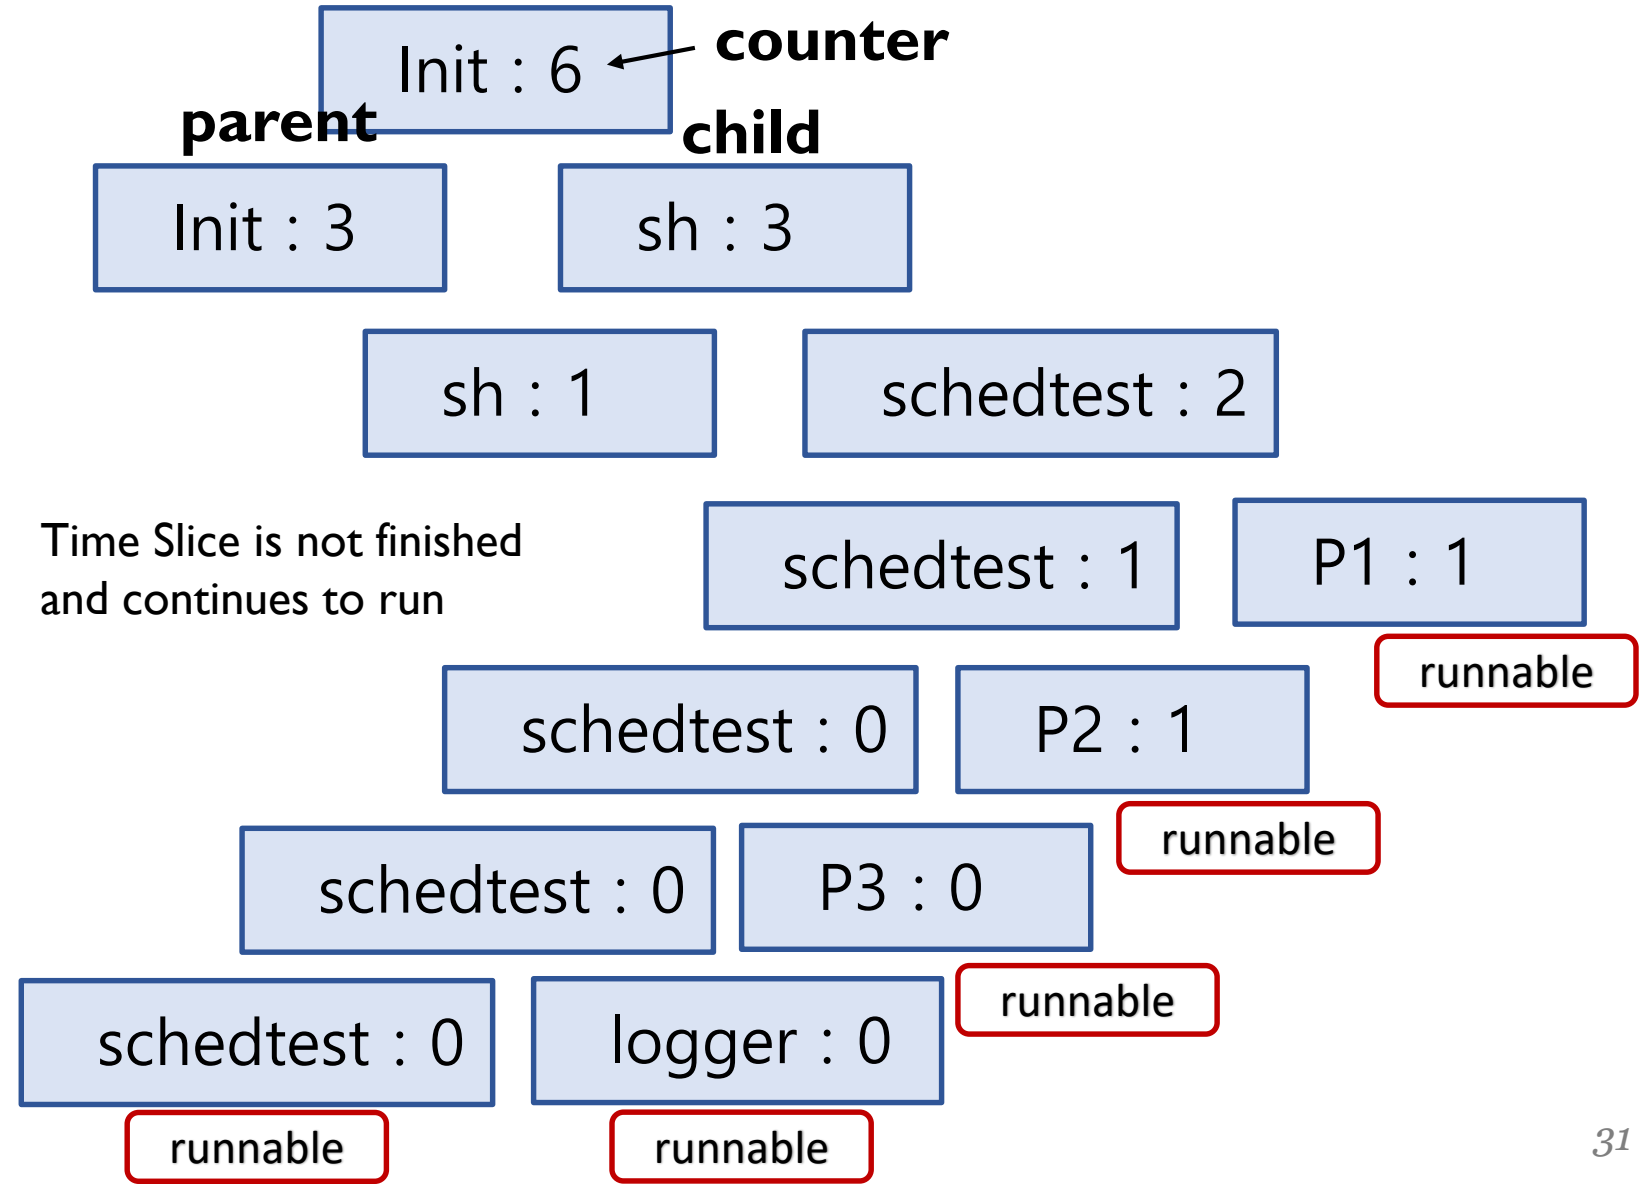 Init : 6
counter
parent
child
Init : 3
sh : 3
sh : 1
schedtest : 2
Time Slice is not finished
and continues to run
schedtest : 1
P1 : 1
runnable
schedtest : 0
P2 : 1
runnable
schedtest : 0
P3 : 0
runnable
schedtest : 0
logger : 0
runnable
runnable
31